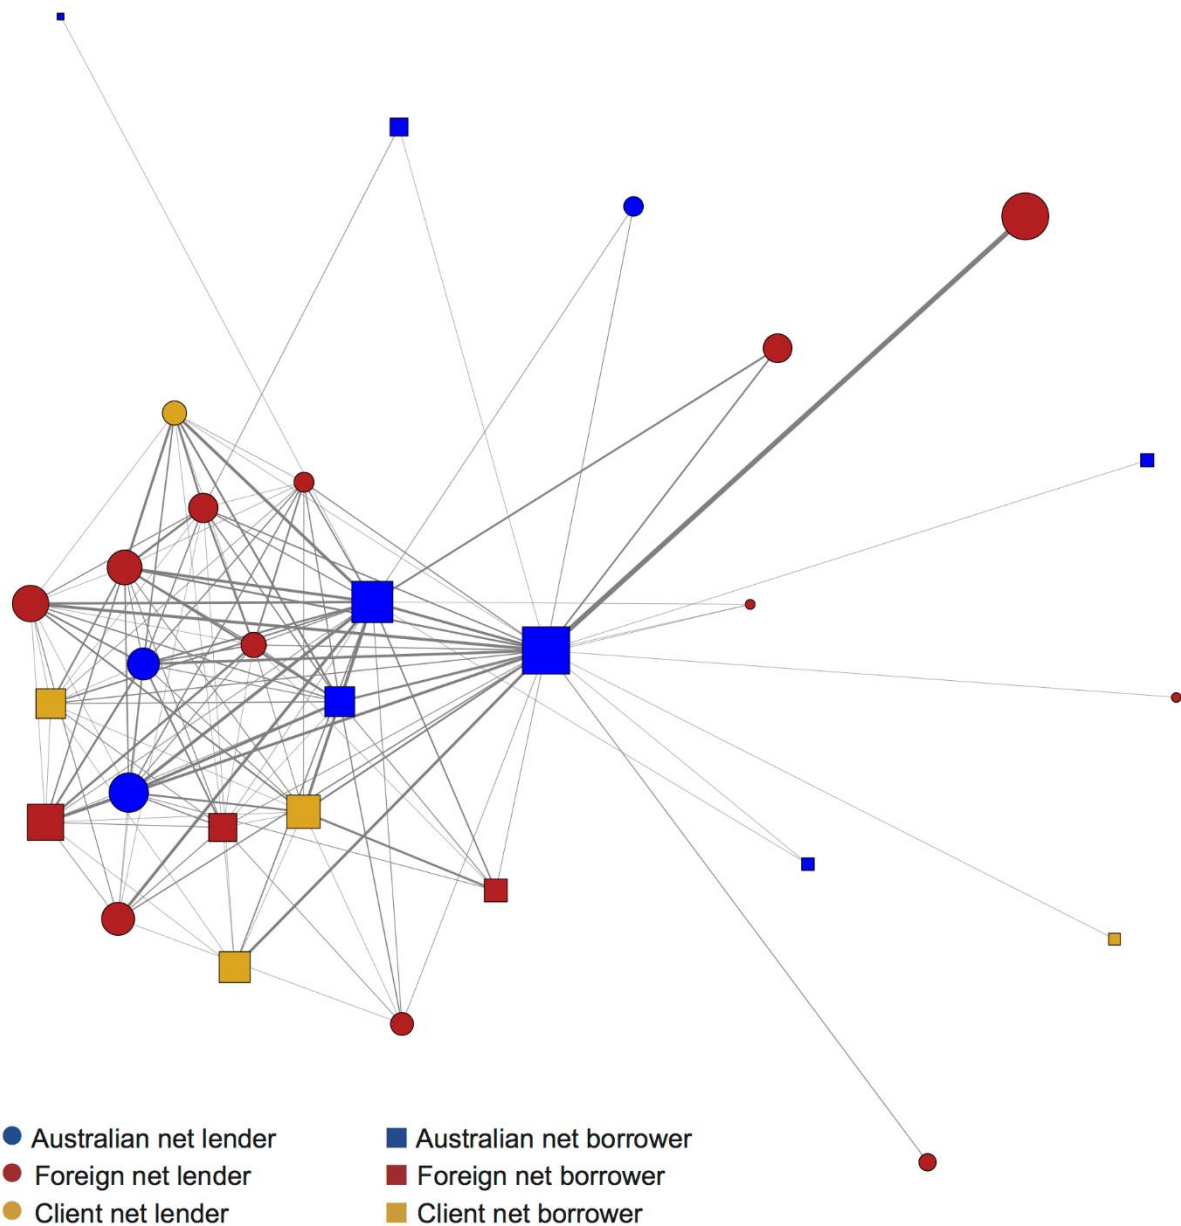 Australian net lender
Australian net borrower
Foreign net lender
Foreign net borrower
Client net lender
Client net borrower